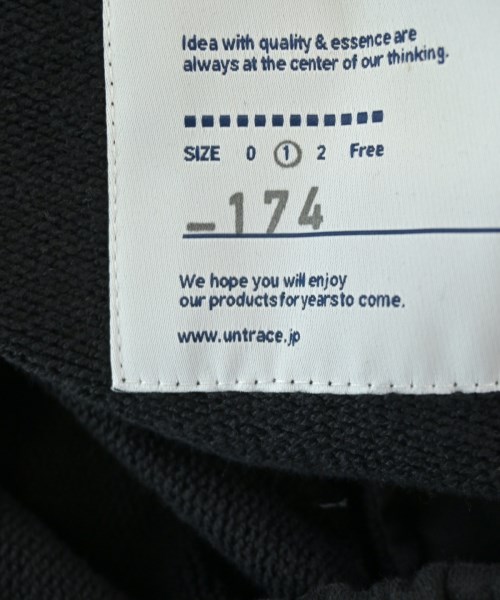 Idea with quality & essence are
always at the center of our thinking.
SIZE 0 1 2 Free
-174
We hope you will enjoy
our products for years to come.
www.untrace.jp